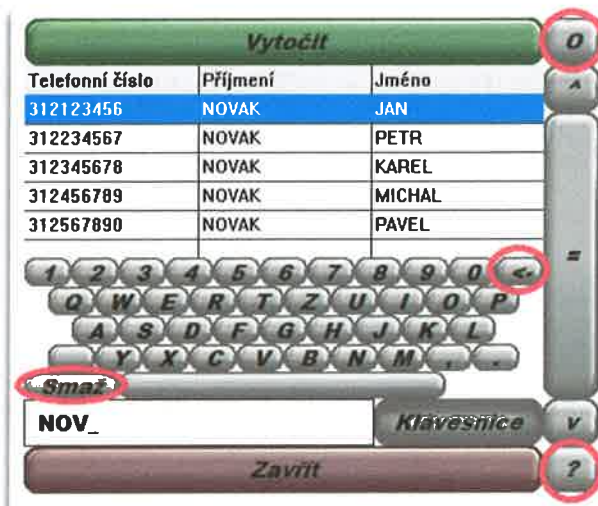 Vytočit O
Telefonní číslo Příjmení Jméno ^
312123456 NOVAK JAN
312234567 NOVAK PETR
312345678 NOVAK KAREL
312456789 NOVAK MICHAL
312567890 NOVAK PAVEL
=
1 2 3 4 5 6 7 8 9 0 <-
Q W E R T Z U I O P
A S D F G H J K L
Y X C V B N M , .
Smaž
NOV_ Klávesnice v
Zavřít ?